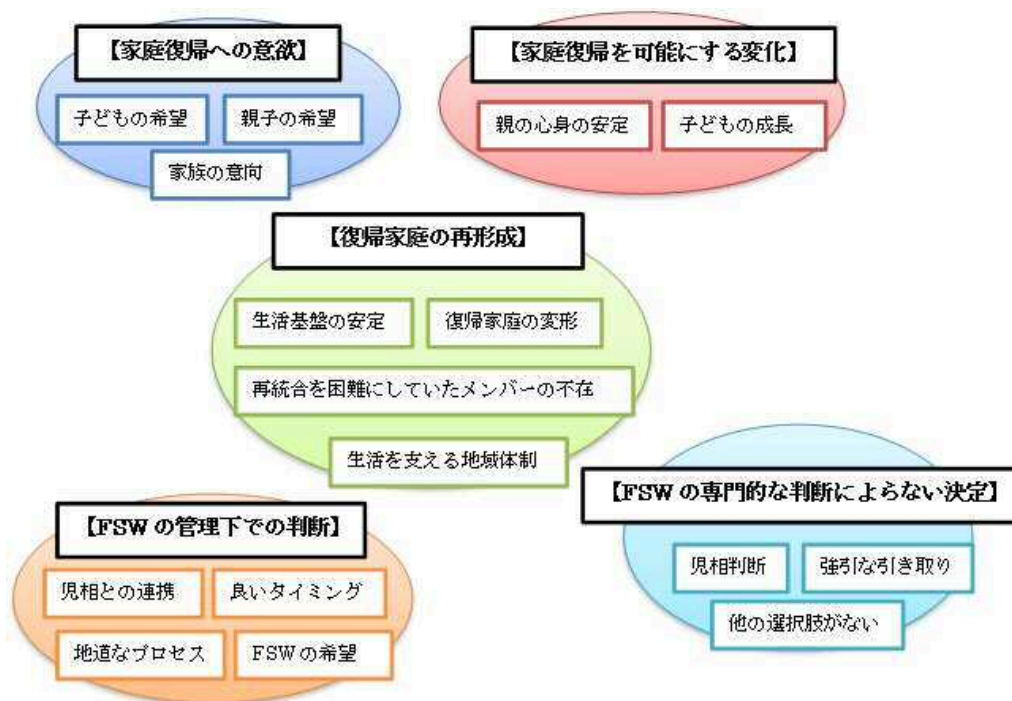 【家庭復帰への意欲】
子どもの希望
親子の希望
家族の意向
【家庭復帰を可能にする変化】
親の心身の安定
子どもの成長
【復帰家庭の再形成】
生活基盤の安定
復帰家庭の変形
再統合を困難にしていたメンバーの不在
生活を支える地域体制
【FSWの管理下での判断】
児相との連携
良いタイミング
地道なプロセス
FSWの希望
【FSWの専門的な判断によらない決定】
児相判断
強引な引き取り
他の選択肢がない